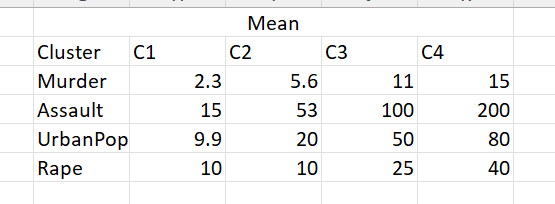 Mean
Cluster C1 C2 C3 C4
Murder 2.3 5.6 11 15
Assault 15 53 100 200
UrbanPop 9.9 20 50 80
Rape 10 10 25 40